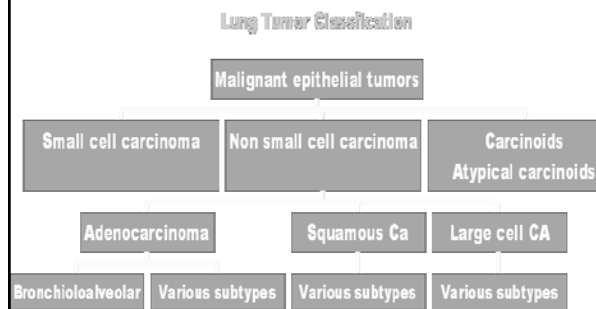 Lung Tumor Classification
Malignant epithelial tumors
Small cell carcinoma
Non small cell carcinoma
Carcinoids
Atypical carcinoids
Adenocarcinoma
Squamous Ca
Large cell CA
Bronchioloalveolar
Various subtypes
Various subtypes
Various subtypes